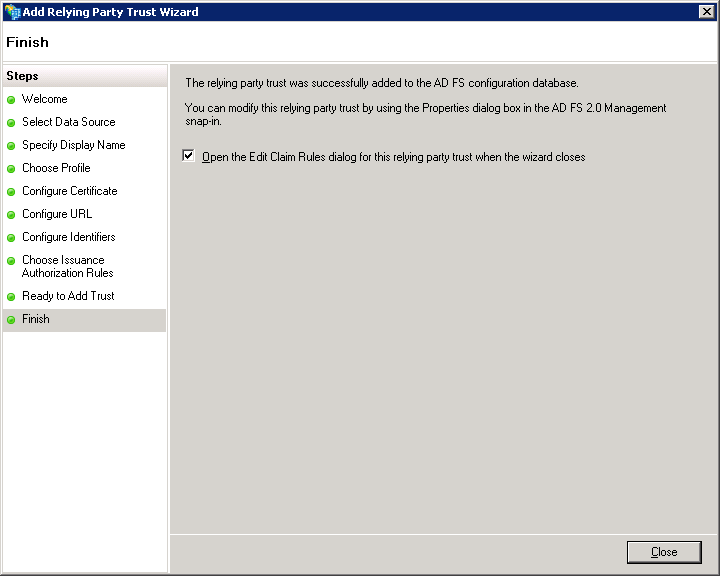 Add Relying Party Trust Wizard
Finish
Steps
Welcome
Select Data Source
Specify Display Name
Choose Profile
Configure Certificate
Configure URL
Configure Identifiers
Choose Issuance
Authorization Rules
Ready to Add Trust
Finish
The relying party trust was successfully added to the AD FS configuration database.
You can modify this relying party trust by using the Properties dialog box in the AD FS 2.0 Management
snap-in.
Open the Edit Claim Rules dialog for this relying party trust when the wizard closes
Close